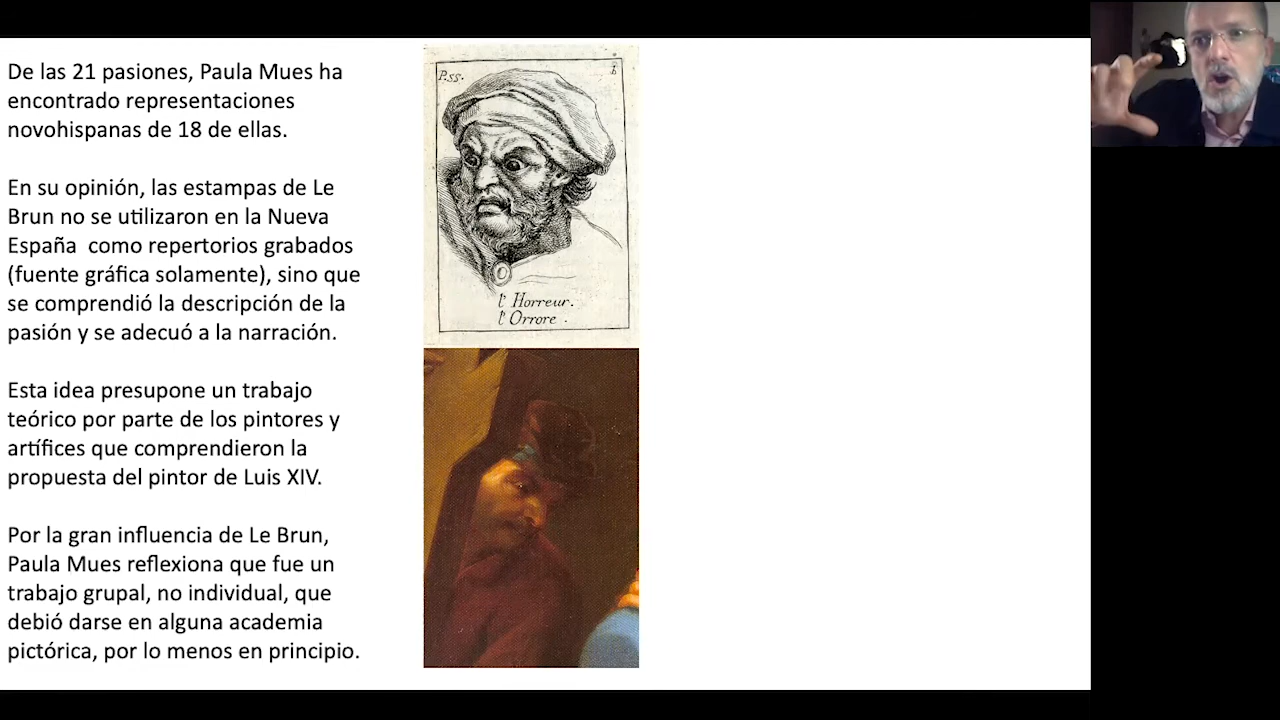 De las 21 pasiones, Paula Mues ha
encontrado representaciones
novohispanas de 18 de ellas.
En su opinión, las estampas de Le
Brun no se utilizaron en la Nueva
España como repertorios grabados
(fuente gráfica solamente), sino que
se comprendió la descripción de la
pasión y se adecuó a la narración.
Esta idea presupone un trabajo
teórico por parte de los pintores y
artífices que comprendieron la
propuesta del pintor de Luis XIV.
Por la gran influencia de Le Brun,
Paula Mues reflexiona que fue un
trabajo grupal, no individual, que
debió darse en alguna academia
pictórica, por lo menos en principio.
P.55.
l' Horreur.
l' Orrore .